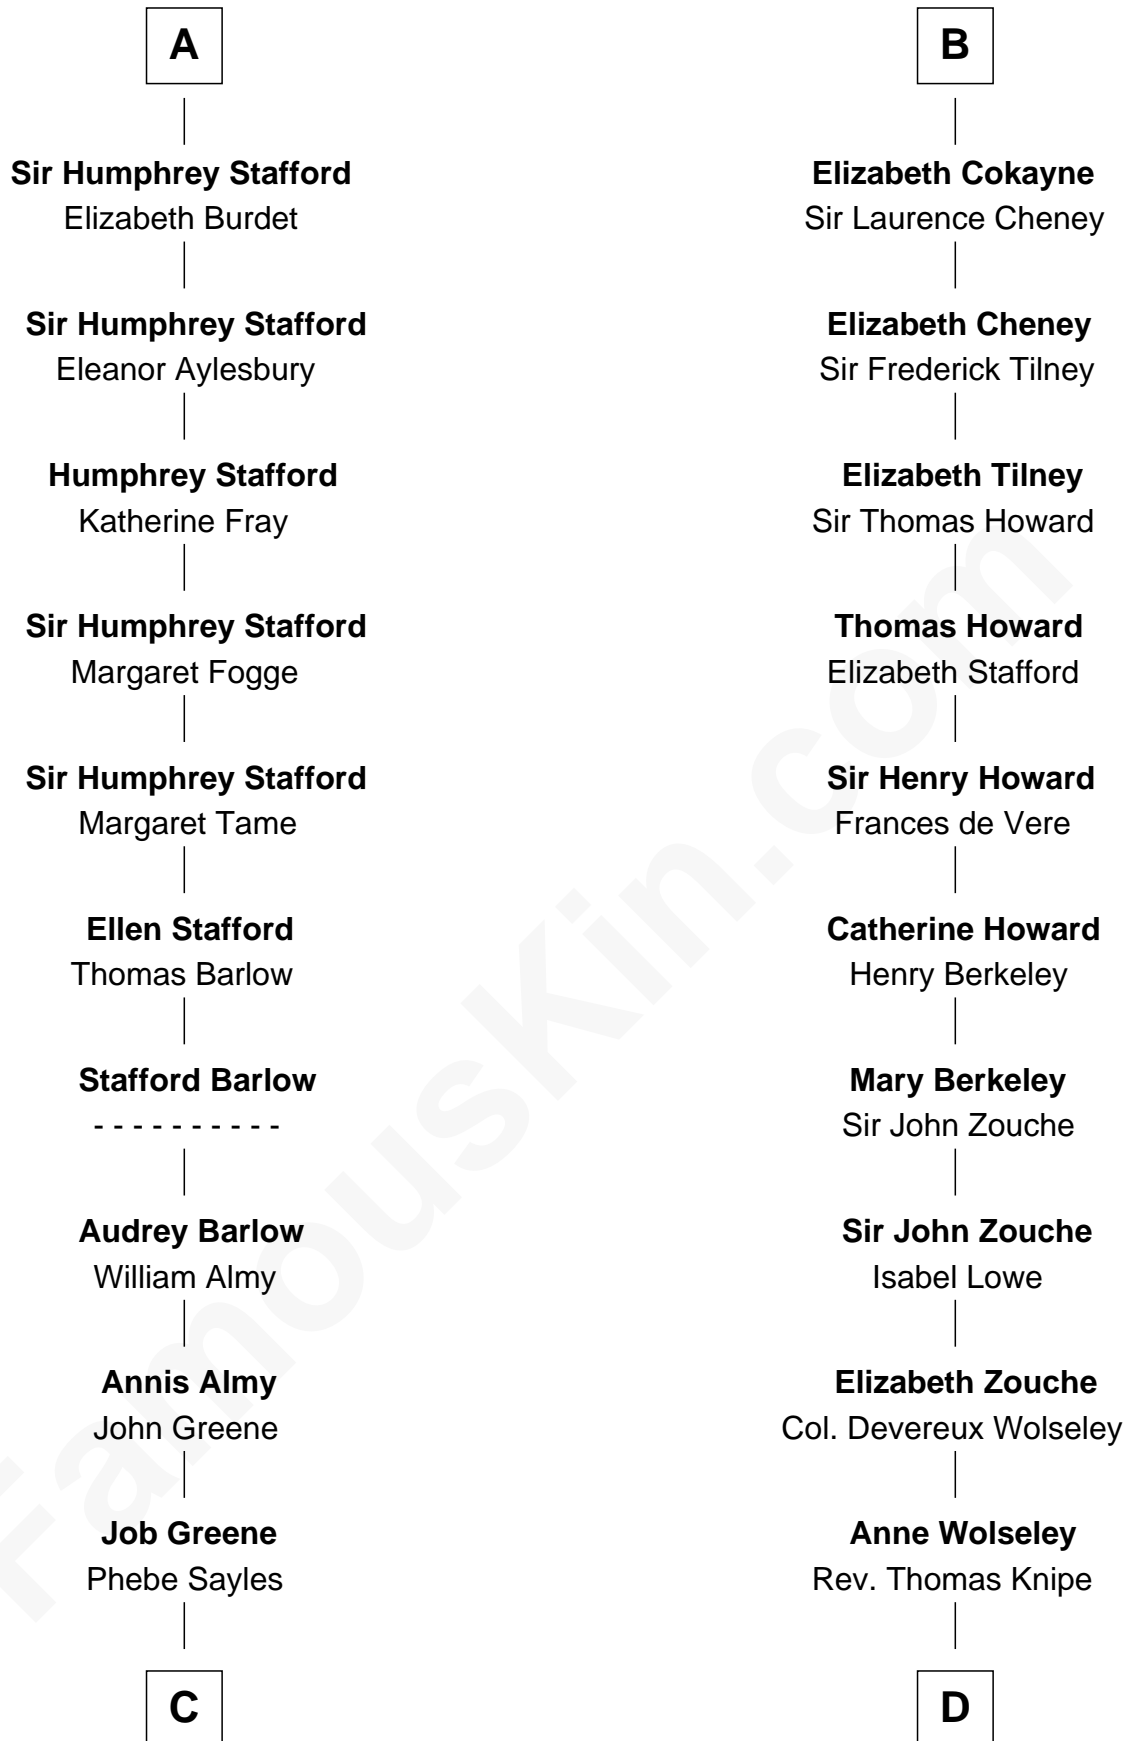 A
Sir Humphrey Stafford
Elizabeth Burdet
Sir Humphrey Stafford
Eleanor Aylesbury
Humphrey Stafford
Katherine Fray
Sir Humphrey Stafford
Margaret Fogge
Sir Humphrey Stafford
Margaret Tame
Ellen Stafford
Thomas Barlow
Stafford Barlow
- - - - - - - - - -
Audrey Barlow
William Almy
Annis Almy
John Greene
Job Greene
Phebe Sayles
C
B
Elizabeth Cokayne
Sir Laurence Cheney
Elizabeth Cheney
Sir Frederick Tilney
Elizabeth Tilney
Sir Thomas Howard
Thomas Howard
Elizabeth Stafford
Sir Henry Howard
Frances de Vere
Catherine Howard
Henry Berkeley
Mary Berkeley
Sir John Zouche
Sir John Zouche
Isabel Lowe
Elizabeth Zouche
Col. Devereux Wolseley
Anne Wolseley
Rev. Thomas Knipe
D
FamousKin.com